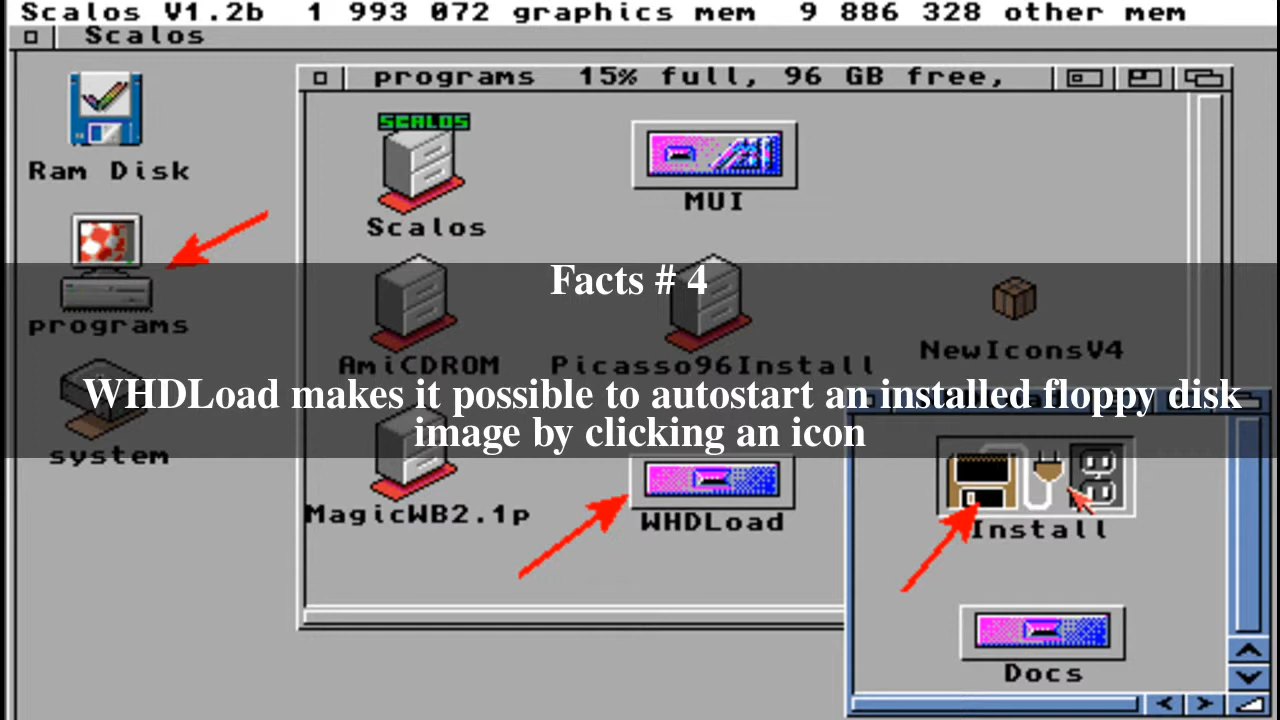 Scalos V1.2b 1 993 072 graphics mem 9 886 328 other mem
Scalos
programs 15% full, 96 GB free,
Ram Disk
SCALOS
Scalos
MUI
programs
Facts # 4
AmiCDROM
Picasso96Install
NewIconsV4
WHDLoad makes it possible to autostart an installed floppy disk
image by clicking an icon
system
MagicWB2.1p
WHDLoad
Install
Docs